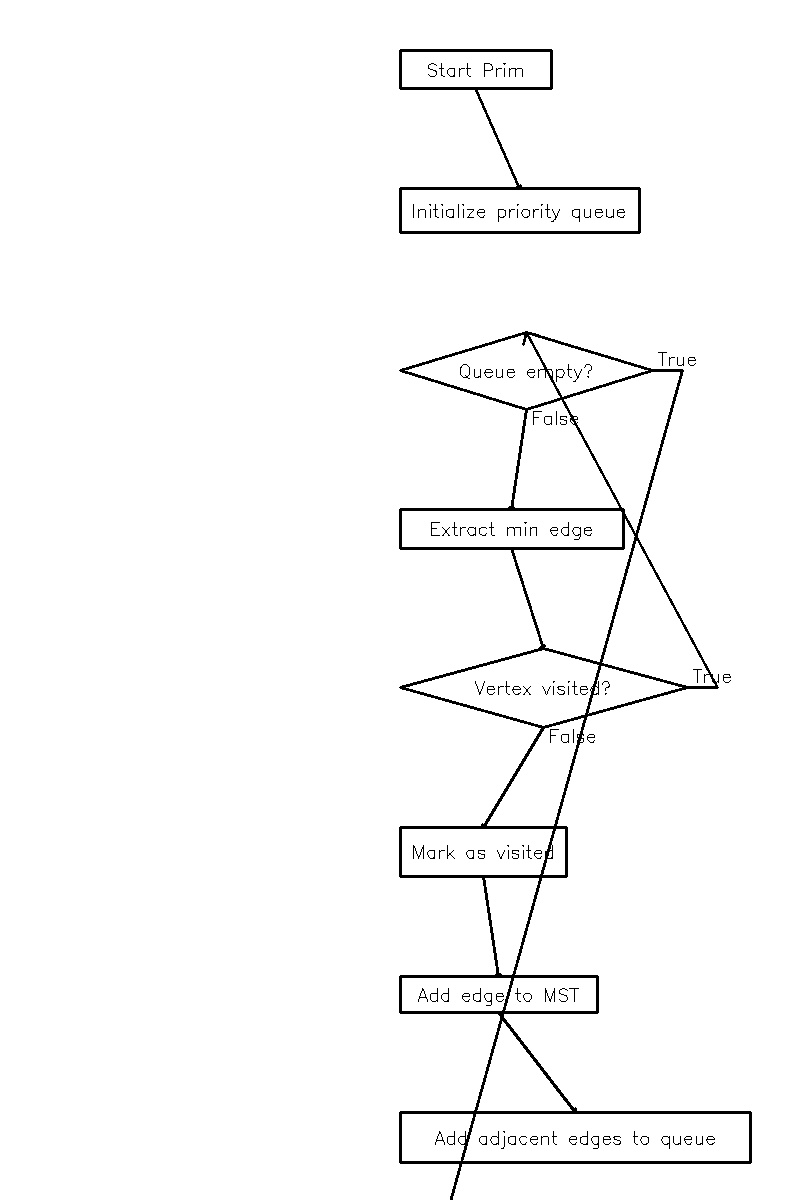 Start Prim
Initialize priority queue
Queue empty?
True
False
Extract min edge
Vertex visited?
True
False
Mark as visited
Add edge to MST
Add adjacent edges to queue